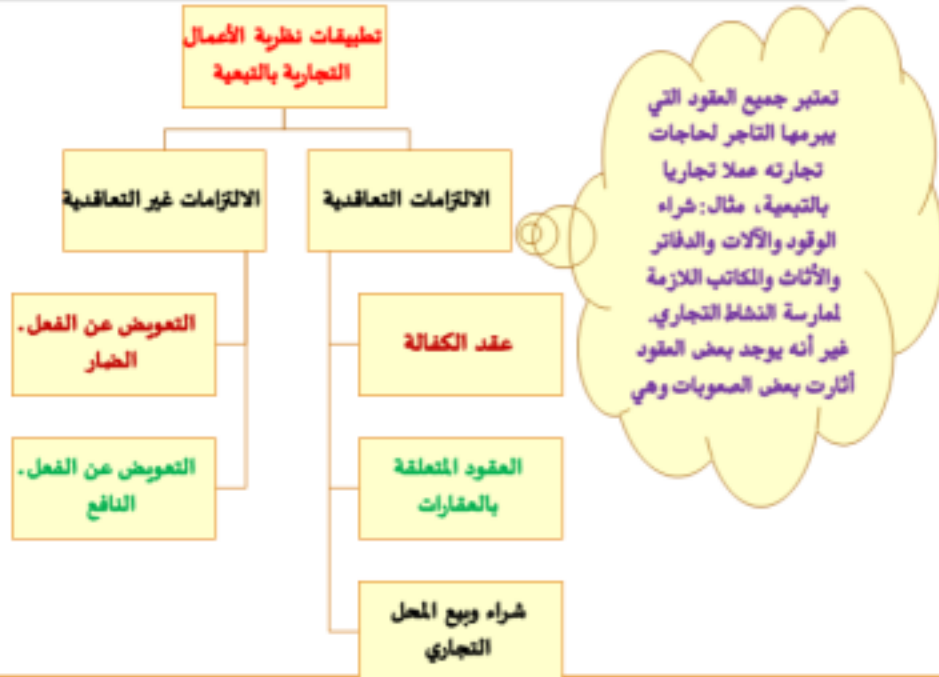 تطبيقات نظرية الأعمال
التجارية بالتبعية
تعتبر جميع العقود التي
يبرمها التاجر لحاجات
تجارته عملا تجاريا
بالتبعية، مثال: شراء
الوقود والآلات والدفاتر
والأثاث والمكاتب اللازمة
لممارسة النشاط التجاري.
غير أنه يوجد بعض العقود
أثارت بعض الصعوبات وهي
الالتزامات التعاقدية
عقد الكفالة
العقود المتعلقة
بالعقارات
شراء وبيع المحل
التجاري
الالتزامات غير التعاقدية
التعويض عن الفعل.
الضار
التعويض عن الفعل.
النافع